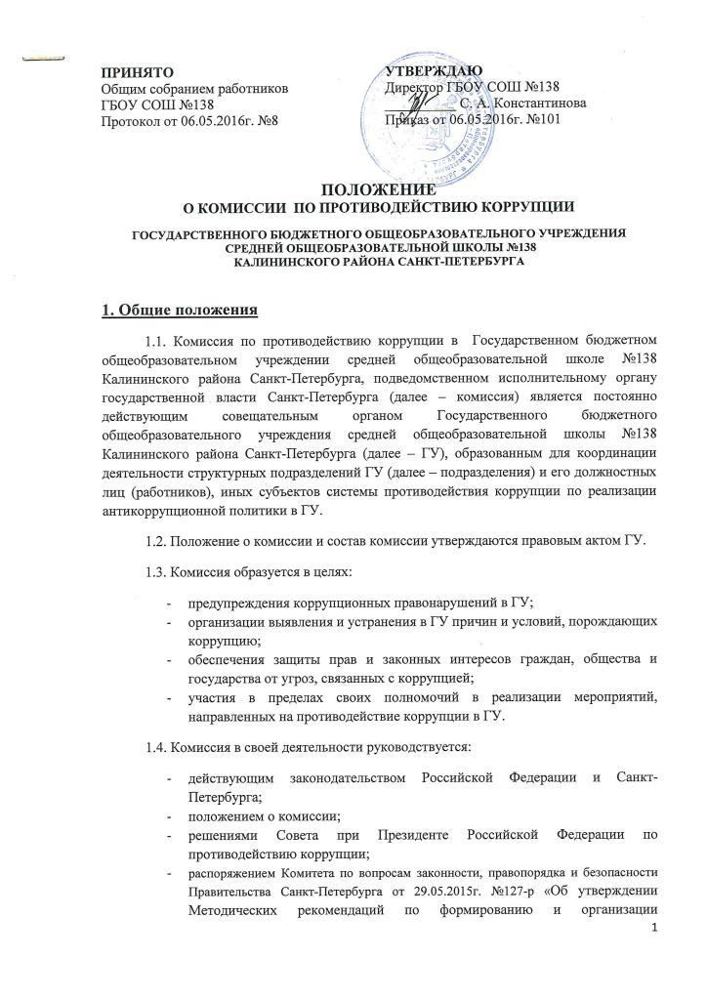 ПРИНЯТО
Общим собранием работников
ГБОУ СОШ №138
Протокол от 06.05.2016г. №8
УТВЕРЖДАЮ
Директор ГБОУ СОШ №138
С. А. Константинова
Приказ от 06.05.2016г. №101
ПОЛОЖЕНИЕ
О КОМИССИИ ПО ПРОТИВОДЕЙСТВИЮ КОРРУПЦИИ
ГОСУДАРСТВЕННОГО БЮДЖЕТНОГО ОБЩЕОБРАЗОВАТЕЛЬНОГО УЧРЕЖДЕНИЯ
СРЕДНЕЙ ОБЩЕОБРАЗОВАТЕЛЬНОЙ ШКОЛЫ №138
КАЛИНИНСКОГО РАЙОНА САНКТ-ПЕТЕРБУРГА
1. Общие положения
1.1. Комиссия по противодействию коррупции в Государственном бюджетном
общеобразовательном учреждении средней общеобразовательной школе №138
Калининского района Санкт-Петербурга, подведомственном исполнительному органу
государственной власти Санкт-Петербурга (далее – комиссия) является постоянно
действующим совещательным органом Государственного бюджетного
общеобразовательного учреждения средней общеобразовательной школы №138
Калининского района Санкт-Петербурга (далее – ГУ), образованным для координации
деятельности структурных подразделений ГУ (далее – подразделения) и его должностных
лиц (работников), иных субъектов системы противодействия коррупции по реализации
антикоррупционной политики в ГУ.
1.2. Положение о комиссии и состав комиссии утверждаются правовым актом ГУ.
1.3. Комиссия образуется в целях:
- предупреждения коррупционных правонарушений в ГУ;
- организации выявления и устранения в ГУ причин и условий, порождающих
коррупцию;
- обеспечения защиты прав и законных интересов граждан, общества и
государства от угроз, связанных с коррупцией;
- участия в пределах своих полномочий в реализации мероприятий,
направленных на противодействие коррупции в ГУ.
1.4. Комиссия в своей деятельности руководствуется:
- действующим законодательством Российской Федерации и Санкт-
Петербурга;
- положением о комиссии;
- решениями Совета при Президенте Российской Федерации по
противодействию коррупции;
- распоряжением Комитета по вопросам законности, правопорядка и безопасности
Правительства Санкт-Петербурга от 29.05.2015г. №127-р «Об утверждении
Методических рекомендаций по формированию и организации
1